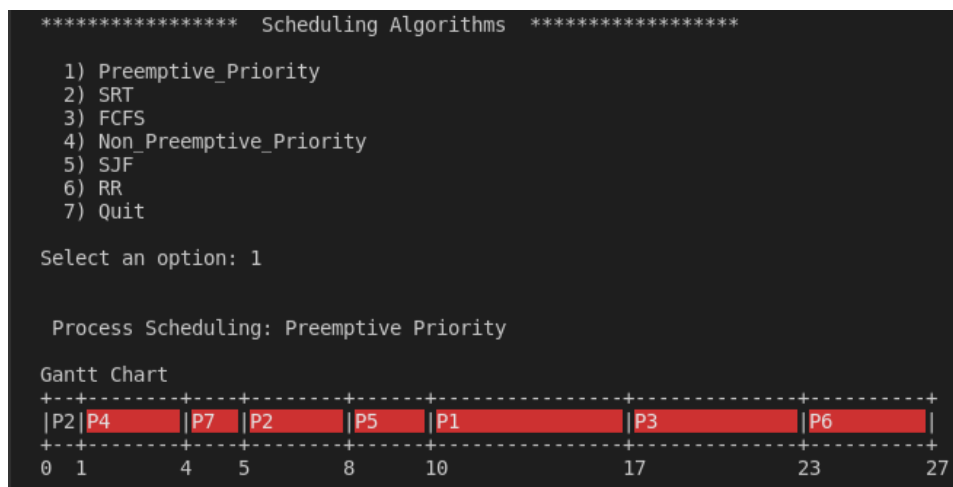 ***************** Scheduling Algorithms ******************
1) Preemptive_Priority
2) SRT
3) FCFS
4) Non_Preemptive_Priority
5) SJF
6) RR
7) Quit
Select an option: 1
Process Scheduling: Preemptive Priority
Gantt Chart
+--+--------+----+--------+------+----------------+--------------+----------+
|P2|P4 |P7 |P2 |P5 |P1 |P3 |P6 |
+--+--------+----+--------+------+----------------+--------------+----------+
0 1 4 5 8 10 17 23 27